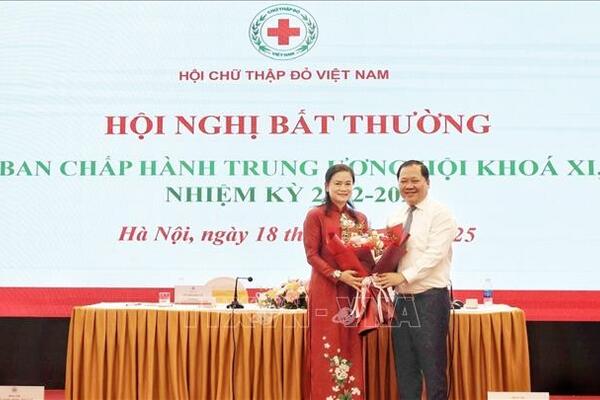 CHỮ THẬP ĐỎ
VIỆT NAM
HỘI CHỮ THẬP ĐỎ VIỆT NAM
HỘI NGHỊ BẤT THƯỜNG
BAN CHẤP HÀNH TRUNG ƯƠNG HỘI KHOÁ XI,
NHIỆM KỲ
Hà Nội, ngày 18 25